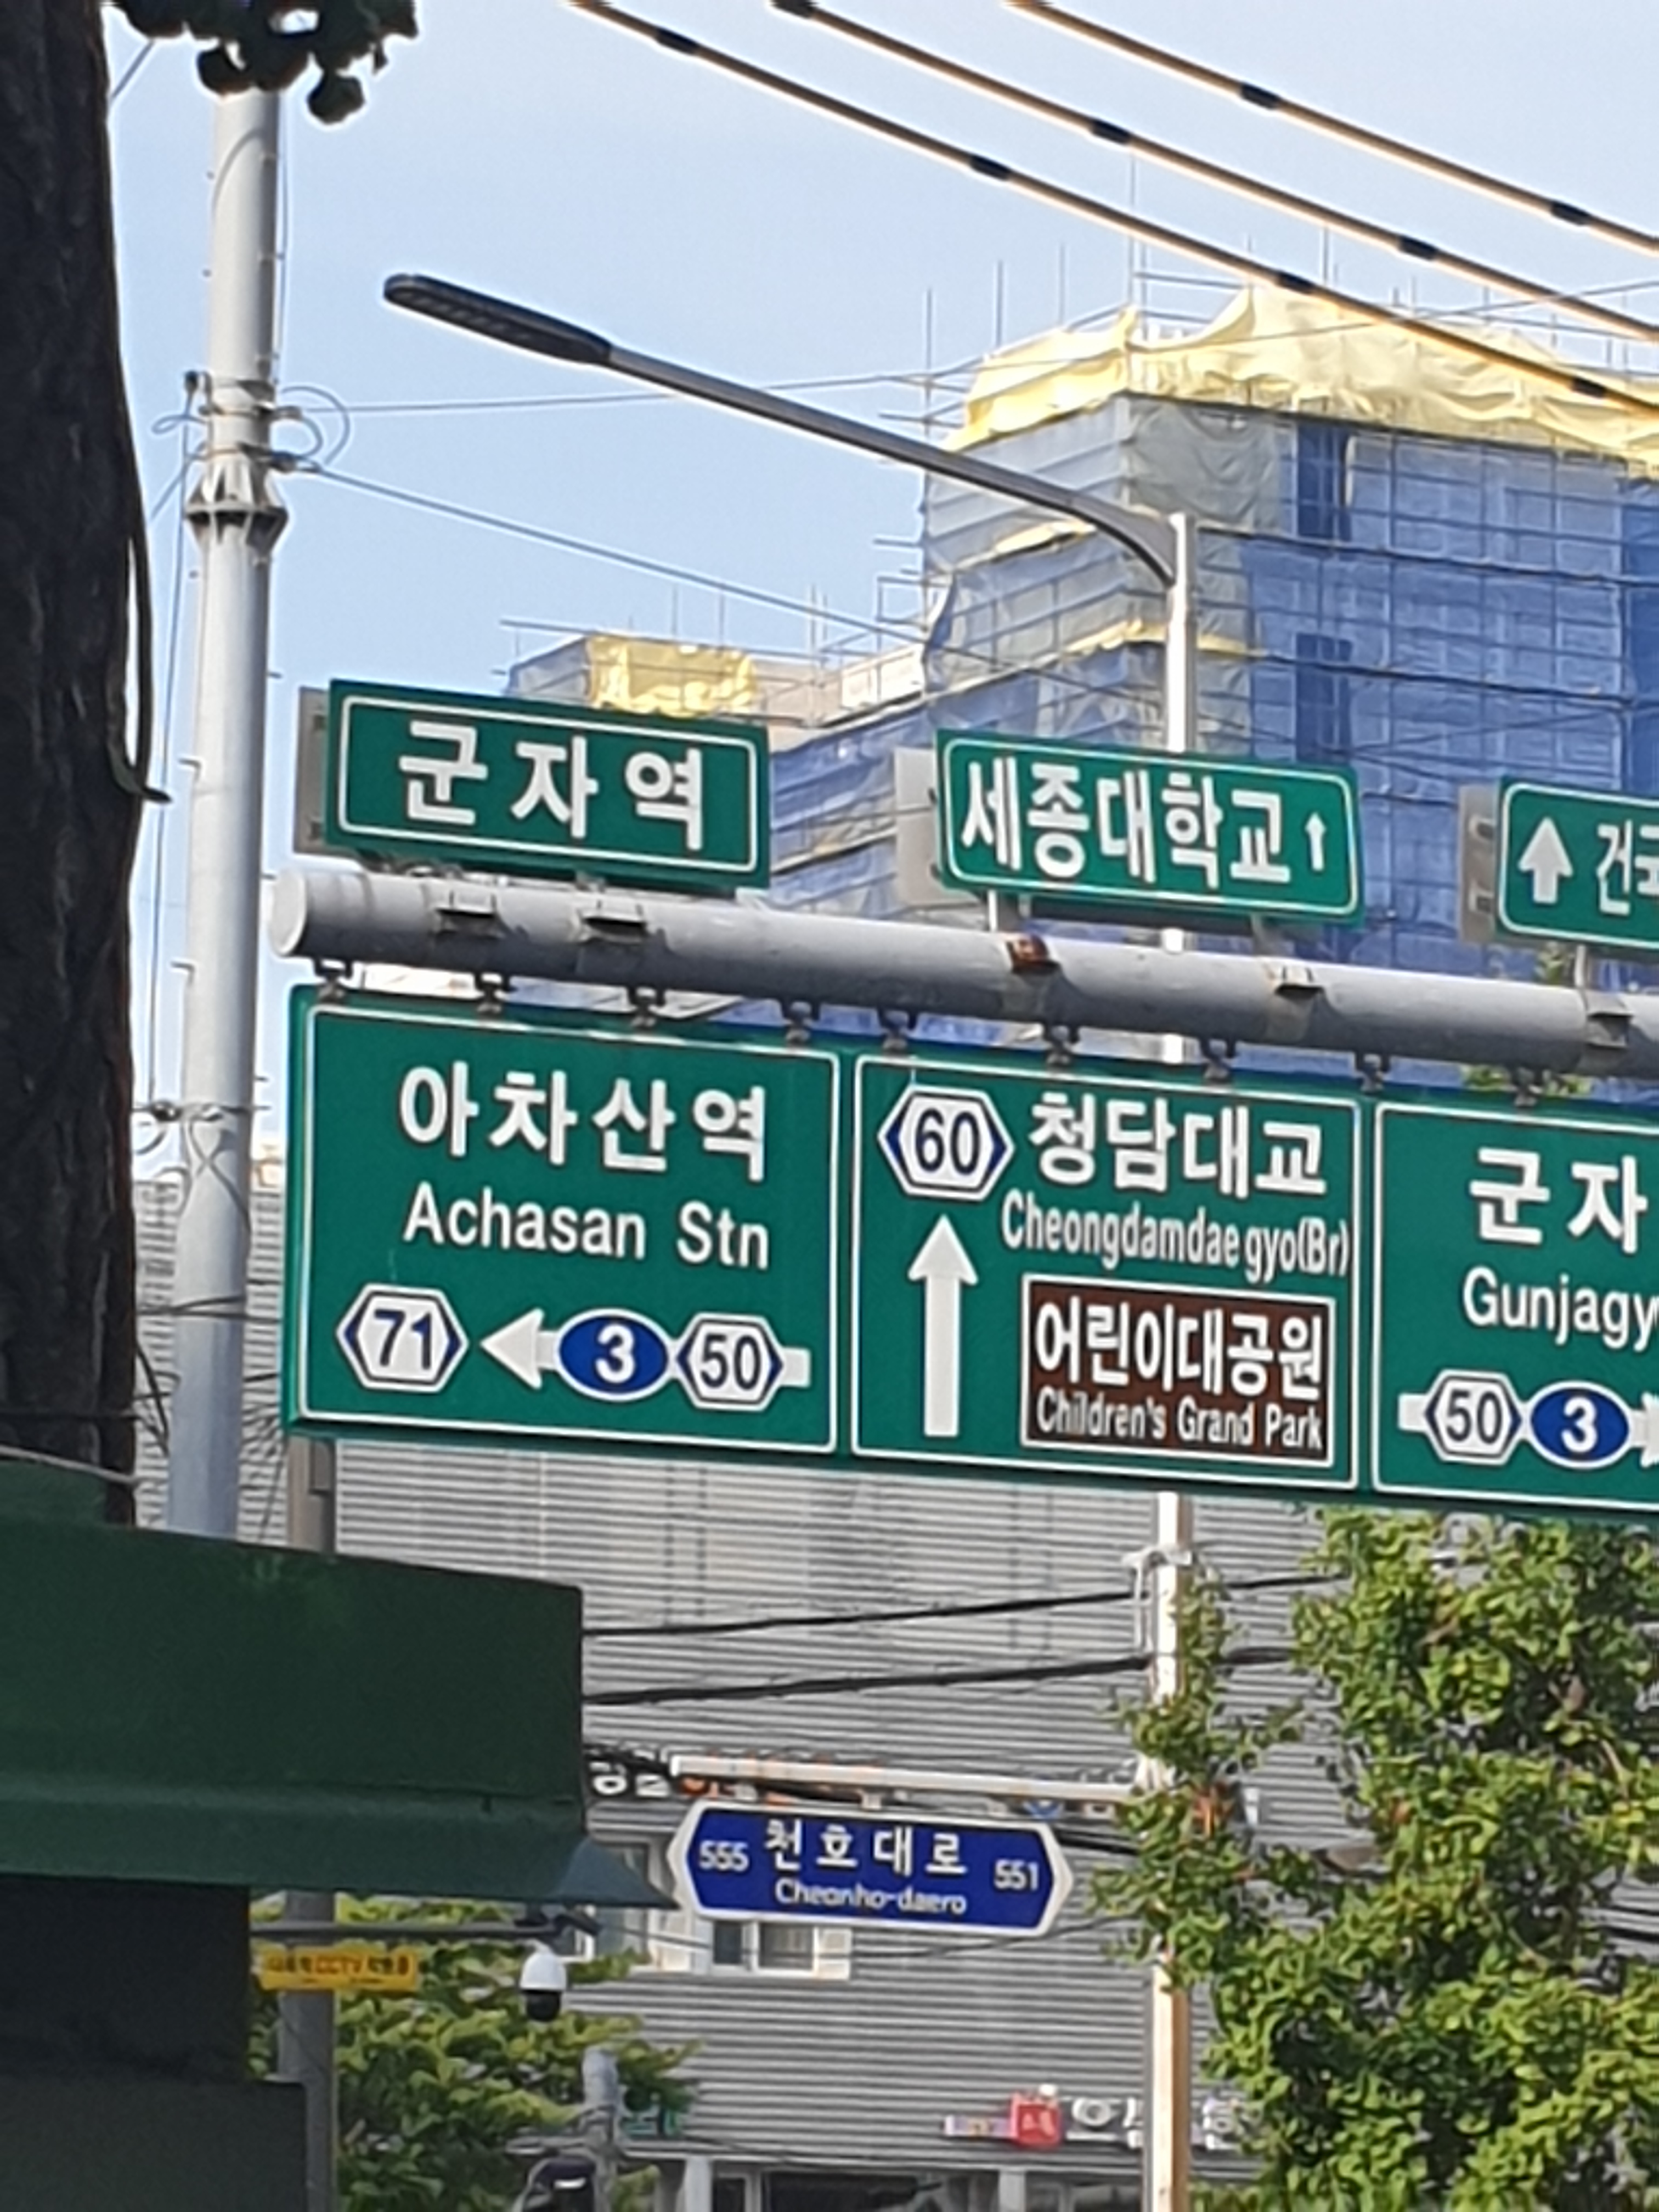 군자역
세종대학교
아차산역
Achasan Stn
71 3 50
60 청담대교
Cheongdamdaegyo(Br)
어린이대공원
Children's Grand Park
군자
50 3
555 천호대로 551
Cheonho-daero
CCTV